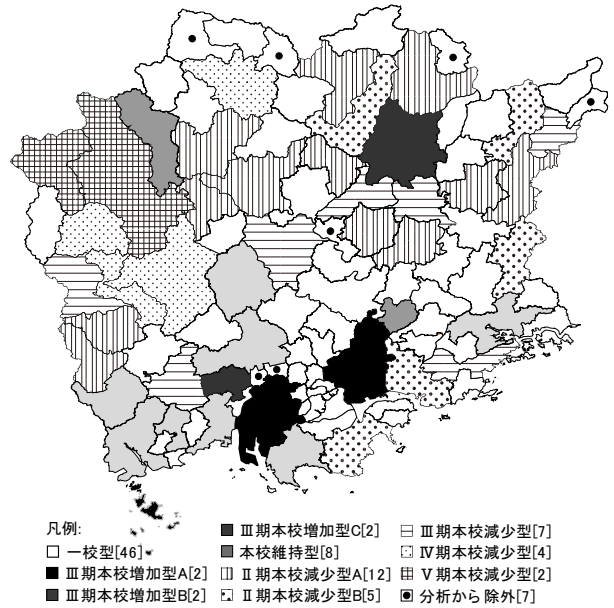 凡例:
□ 一校型[46]
■ Ⅲ期本校増加型A[2]
■ Ⅲ期本校増加型B[2]
■ Ⅲ期本校増加型C[2]
■ 本校維持型[8]
Ⅱ期本校減少型A[12]
Ⅱ期本校減少型B[5]
Ⅲ期本校減少型[7]
Ⅳ期本校減少型[4]
Ⅴ期本校減少型[2]
分析から除外[7]